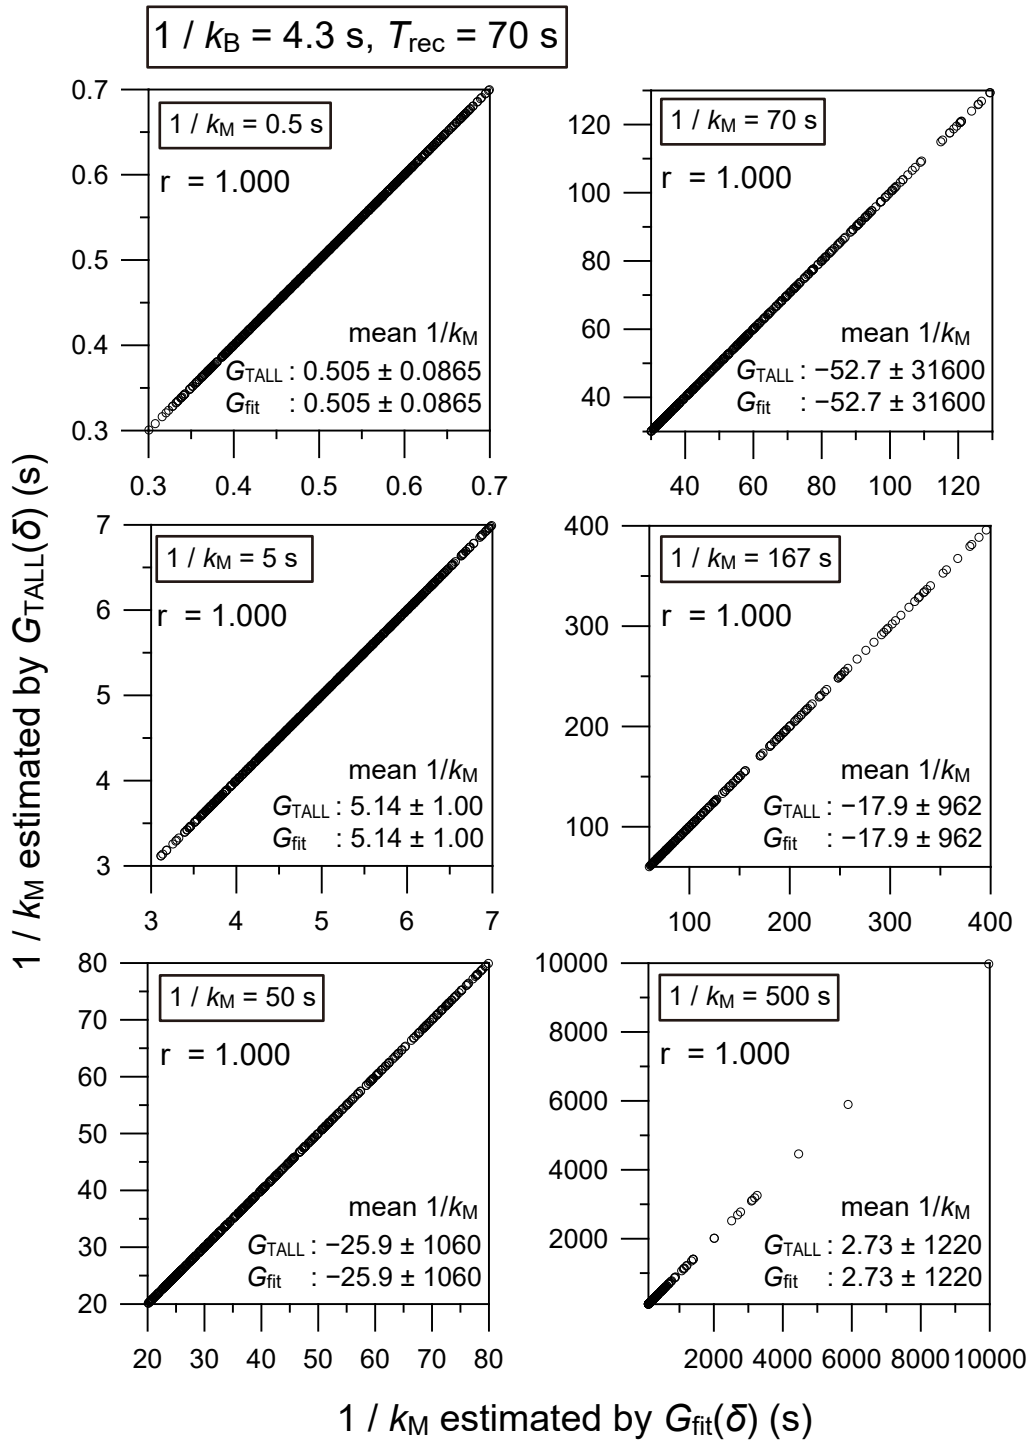 1 / kB = 4.3 s, Trec = 70 s
1 / kM estimated by GTALL(δ) (s)
0.7
0.6
0.5
0.4
0.3
1 / kM = 0.5 s
r = 1.000
mean 1/kM
GTALL : 0.505 ± 0.0865
Gfit : 0.505 ± 0.0865
0.3 0.4 0.5 0.6 0.7
120
100
80
60
40
1 / kM = 70 s
r = 1.000
mean 1/kM
GTALL : −52.7 ± 31600
Gfit : −52.7 ± 31600
40 60 80 100 120
7
6
5
4
3
1 / kM = 5 s
r = 1.000
mean 1/kM
GTALL : 5.14 ± 1.00
Gfit : 5.14 ± 1.00
3 4 5 6 7
400
300
200
100
1 / kM = 167 s
r = 1.000
mean 1/kM
GTALL : −17.9 ± 962
Gfit : −17.9 ± 962
100 200 300 400
80
70
60
50
40
30
20
1 / kM = 50 s
r = 1.000
mean 1/kM
GTALL : −25.9 ± 1060
Gfit : −25.9 ± 1060
20 30 40 50 60 70 80
10000
8000
6000
4000
2000
1 / kM = 500 s
r = 1.000
mean 1/kM
GTALL : 2.73 ± 1220
Gfit : 2.73 ± 1220
2000 4000 6000 8000 10000
1 / kM estimated by Gfit(δ) (s)